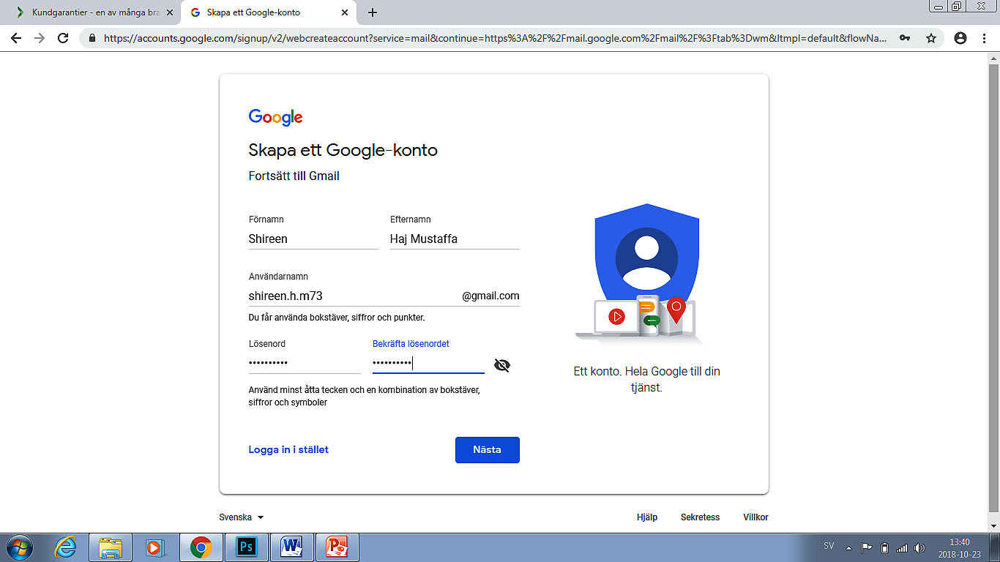 Kundgarantier - en av många bra
Skapa ett Google-konto
https://accounts.google.com/signup/v2/webcreateaccount?service=mail&continue=https%3A%2F%2Fmail.google.com%2Fmail%2F%3Ftab%3Dwm&ltmpl=default&flowNa...
Google
Skapa ett Google-konto
Fortsätt till Gmail
Förnamn Efternamn
Shireen Haj Mustaffa
Användarnamn
shireen.h.m73 @gmail.com
Du får använda bokstäver, siffror och punkter.
Lösenord Bekräfta lösenordet
•••••••••• ••••••••••
Använd minst åtta tecken och en kombination av bokstäver,
siffror och symboler
Logga in i stället Nästa
Ett konto. Hela Google till din
tjänst.
Svenska Hjälp Sekretess Villkor
Ps W P
SV
13:40
2018-10-23